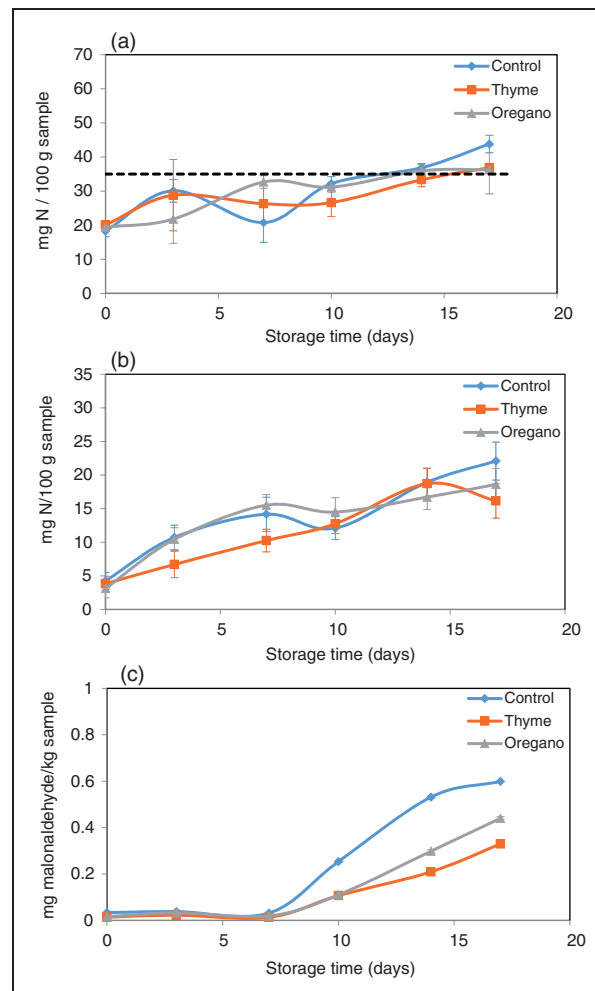 (a)
70
60
50
40
30
20
10
0
mg N / 100 g sample
Control
Thyme
Oregano
0 5 10 15 20
Storage time (days)
(b)
35
30
25
20
15
10
5
0
mg N/100 g sample
Control
Thyme
Oregano
0 5 10 15 20
Storage time (days)
(c)
1
0.8
0.6
0.4
0.2
0
mg malonaldehyde/kg sample
Control
Thyme
Oregano
0 5 10 15 20
Storage time (days)